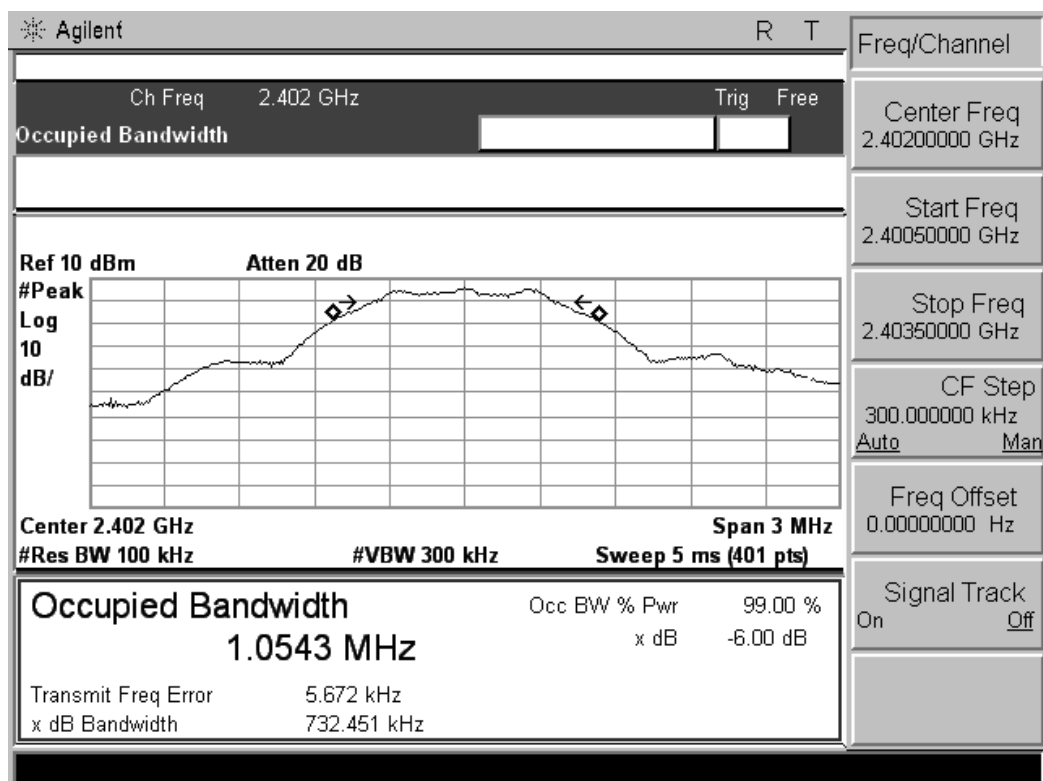 Agilent R T
Freq/Channel
Ch Freq 2.402 GHz Trig Free
Occupied Bandwidth
Center Freq
2.40200000 GHz
Start Freq
2.40050000 GHz
Stop Freq
2.40350000 GHz
CF Step
300.000000 kHz
Auto Man
Freq Offset
0.00000000 Hz
Signal Track
On Off
Ref 10 dBm Atten 20 dB
#Peak
Log
10
dB/
Center 2.402 GHz Span 3 MHz
#Res BW 100 kHz #VBW 300 kHz Sweep 5 ms (401 pts)
Occupied Bandwidth Occ BW % Pwr 99.00 %
1.0543 MHz x dB -6.00 dB
Transmit Freq Error 5.672 kHz
x dB Bandwidth 732.451 kHz